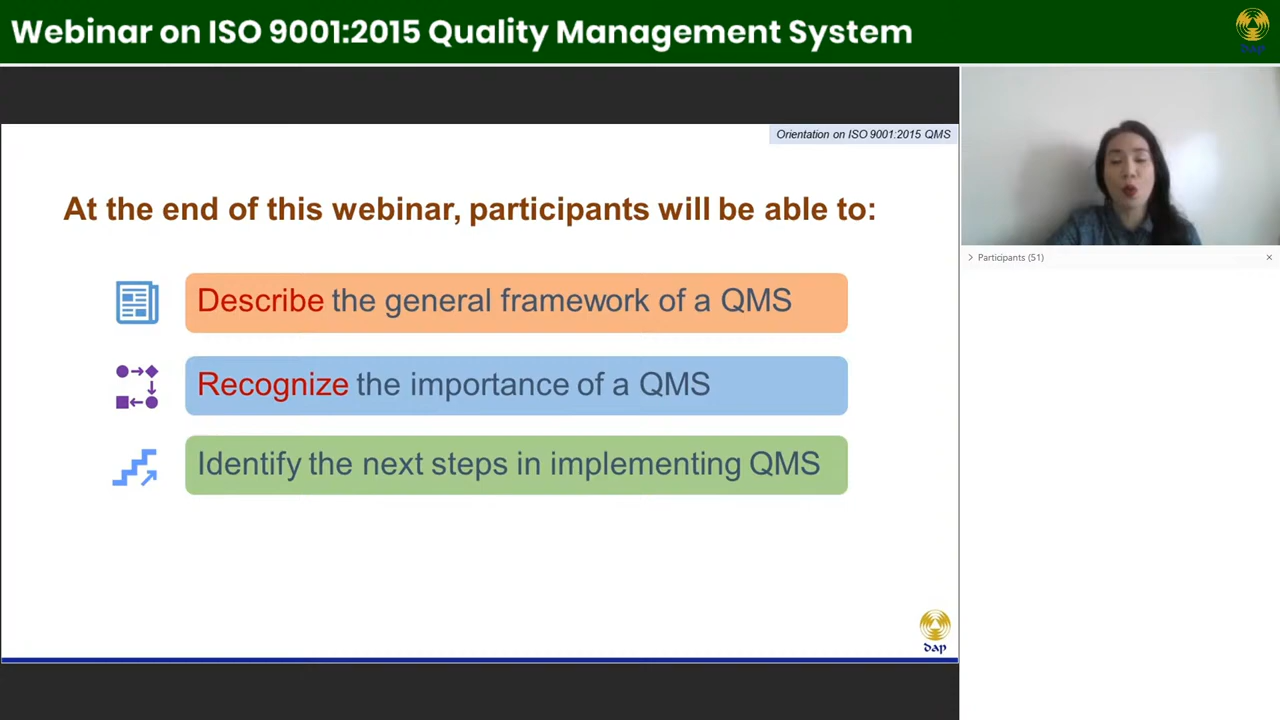 Webinar on ISO 9001:2015 Quality Management System
dap
Orientation on ISO 9001:2015 QMS
At the end of this webinar, participants will be able to:
Describe the general framework of a QMS
Recognize the importance of a QMS
Identify the next steps in implementing QMS
dap
Participants (51)